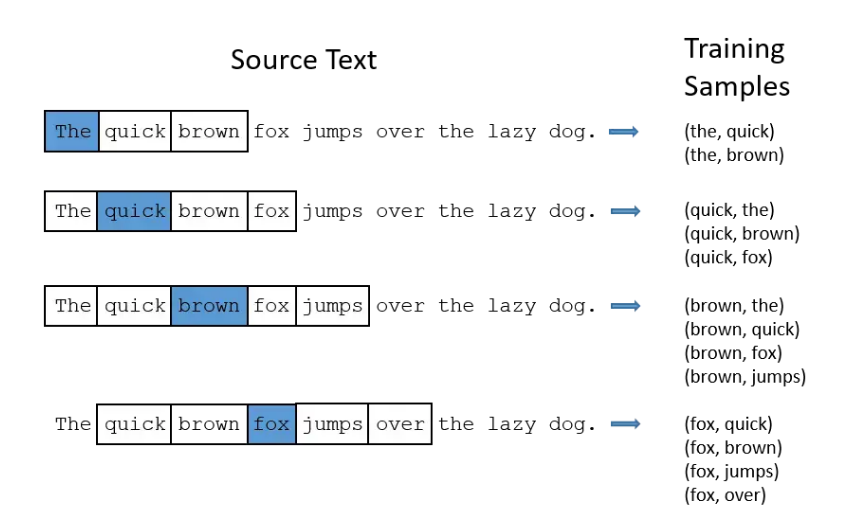 Source Text
Training
Samples
The quick brown fox jumps over the lazy dog.
(the, quick)
(the, brown)
The quick brown fox jumps over the lazy dog.
(quick, the)
(quick, brown)
(quick, fox)
The quick brown fox jumps over the lazy dog.
(brown, the)
(brown, quick)
(brown, fox)
(brown, jumps)
The quick brown fox jumps over the lazy dog.
(fox, quick)
(fox, brown)
(fox, jumps)
(fox, over)